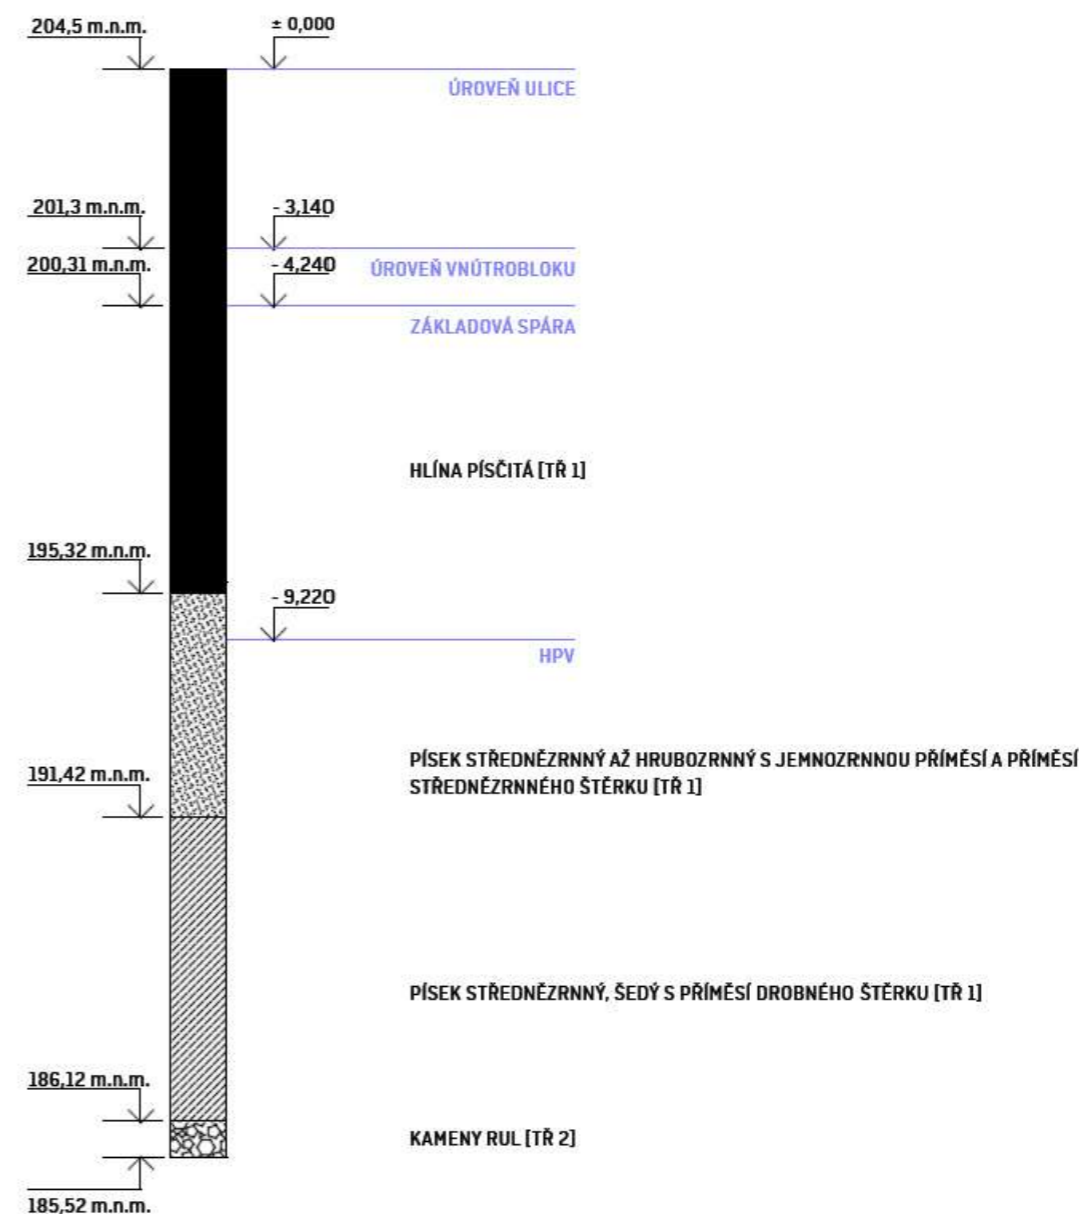 204,5 m.n.m.
± 0,000
ÚROVEŇ ULICE
201,3 m.n.m.
- 3,140
ÚROVEŇ VNÚTROBLOKU
200,31 m.n.m.
- 4,240
ZÁKLADOVÁ SPÁRA
HLÍNA PÍSČITÁ [TŘ 1]
195,32 m.n.m.
- 9,220
HPV
PÍSEK STŘEDNĚZRNNÝ AŽ HRUBOZRNNÝ S JEMNOZRNNOU PŘÍMĚSÍ A PŘÍMĚSÍ
STŘEDNĚZRNNÉHO ŠTĚRKU [TŘ 1]
191,42 m.n.m.
PÍSEK STŘEDNĚZRNNÝ, ŠEDÝ S PŘÍMĚSÍ DROBNÉHO ŠTĚRKU [TŘ 1]
186,12 m.n.m.
KAMENY RUL [TŘ 2]
185,52 m.n.m.